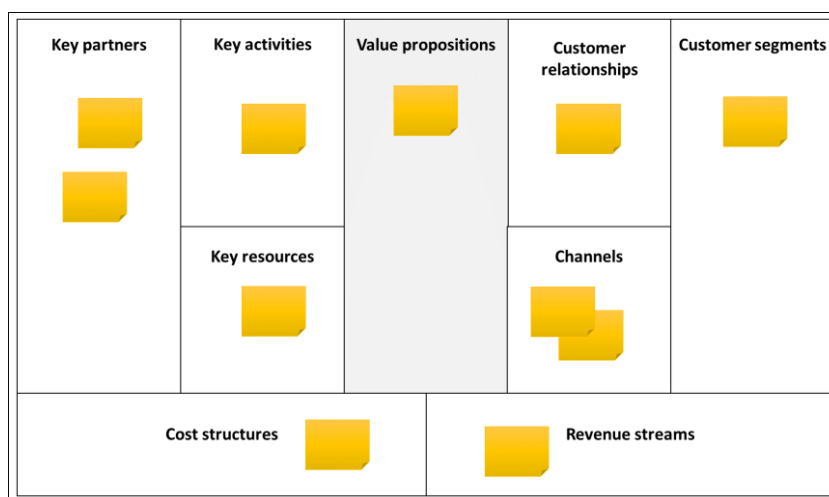 Key partners
Key activities
Value propositions
Customer
relationships
Customer segments
Key resources
Channels
Cost structures
Revenue streams